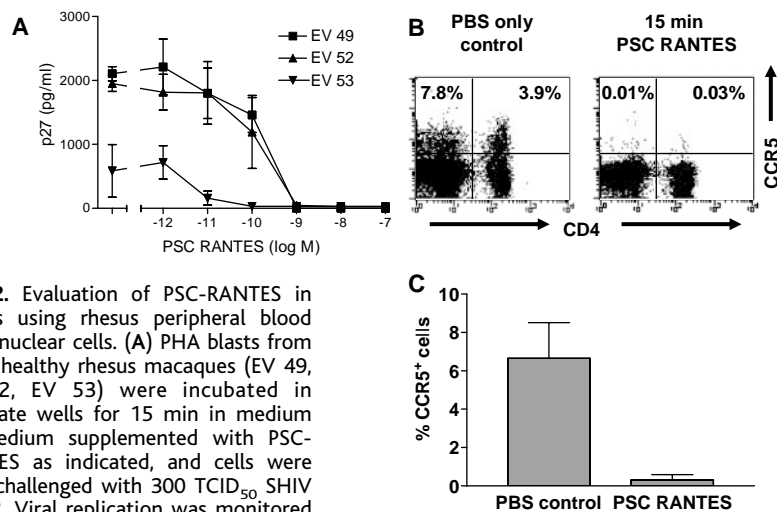 A
3000
2000
1000
0
p27 (pg/ml)
EV 49
EV 52
EV 53
-12 -11 -10 -9 -8 -7
PSC RANTES (log M)
B
PBS only
control
15 min
PSC RANTES
7.8% 3.9%
0.01% 0.03%
CCR5
CD4
2. Evaluation of PSC-RANTES in
s using rhesus peripheral blood
nuclear cells. (A) PHA blasts from
healthy rhesus macaques (EV 49,
2, EV 53) were incubated in
ate wells for 15 min in medium
edium supplemented with PSC-
ES as indicated, and cells were
challenged with 300 TCID50 SHIV
Viral replication was monitored
C
10
8
6
4
2
0
% CCR5+ cells
PBS control PSC RANTES